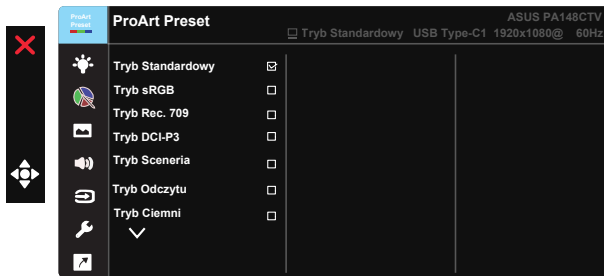 ProArt
Preset
ProArt Preset
ASUS PA148CTV
Tryb Standardowy USB Type-C1 1920x1080@ 60Hz
Tryb Standardowy
Tryb sRGB
Tryb Rec. 709
Tryb DCI-P3
Tryb Sceneria
Tryb Odczytu
Tryb Ciemni